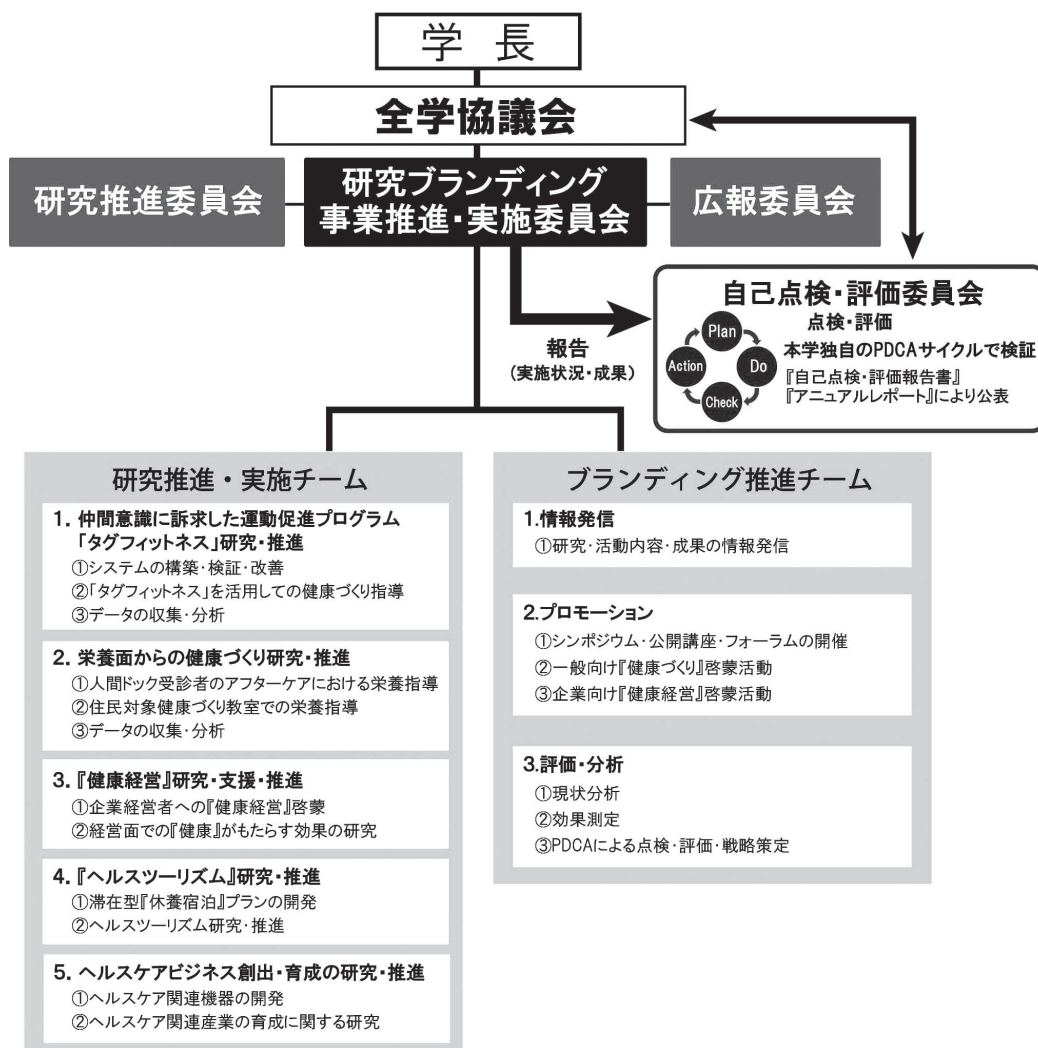 学 長
全学協議会
研究推進委員会
研究ブランディング
事業推進・実施委員会
広報委員会
自己点検・評価委員会
点検・評価
Plan
Do
Check
Action
本学独自のPDCAサイクルで検証
『自己点検・評価報告書』
『アニュアルレポート』により公表
報告
(実施状況・成果)
研究推進・実施チーム
1. 仲間意識に訴求した運動促進プログラム
「タグフィットネス」研究・推進
①システムの構築・検証・改善
②「タグフィットネス」を活用しての健康づくり指導
③データの収集・分析
2. 栄養面からの健康づくり研究・推進
①人間ドック受診者のアフターケアにおける栄養指導
②住民対象健康づくり教室での栄養指導
③データの収集・分析
3. 『健康経営』研究・支援・推進
①企業経営者への『健康経営』啓蒙
②経営面での『健康』がもたらす効果の研究
4. 『ヘルスツーリズム』研究・推進
①滞在型『休養宿泊』プランの開発
②ヘルスツーリズム研究・推進
5. ヘルスケアビジネス創出・育成の研究・推進
①ヘルスケア関連機器の開発
②ヘルスケア関連産業の育成に関する研究
ブランディング推進チーム
1.情報発信
①研究・活動内容・成果の情報発信
2.プロモーション
①シンポジウム・公開講座・フォーラムの開催
②一般向け『健康づくり』啓蒙活動
③企業向け『健康経営』啓蒙活動
3.評価・分析
①現状分析
②効果測定
③PDCAによる点検・評価・戦略策定